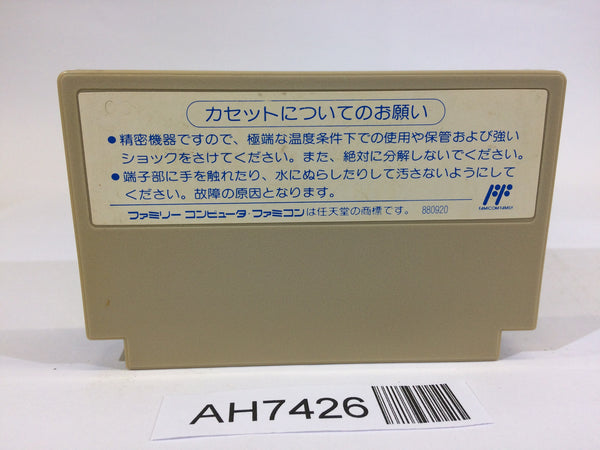 カセットについてのお願い
●精密機器ですので、極端な温度条件下での使用や保管および強い
ショックをさけてください。また、絶対に分解しないでください。
●端子部に手を触れたり、水にぬらしたりして汚さないようにして
ください。故障の原因となります。
ファミリー コンピュータ・ファミコンは任天堂の商標です。 880920
FAMICOM FAMILY
AH7426